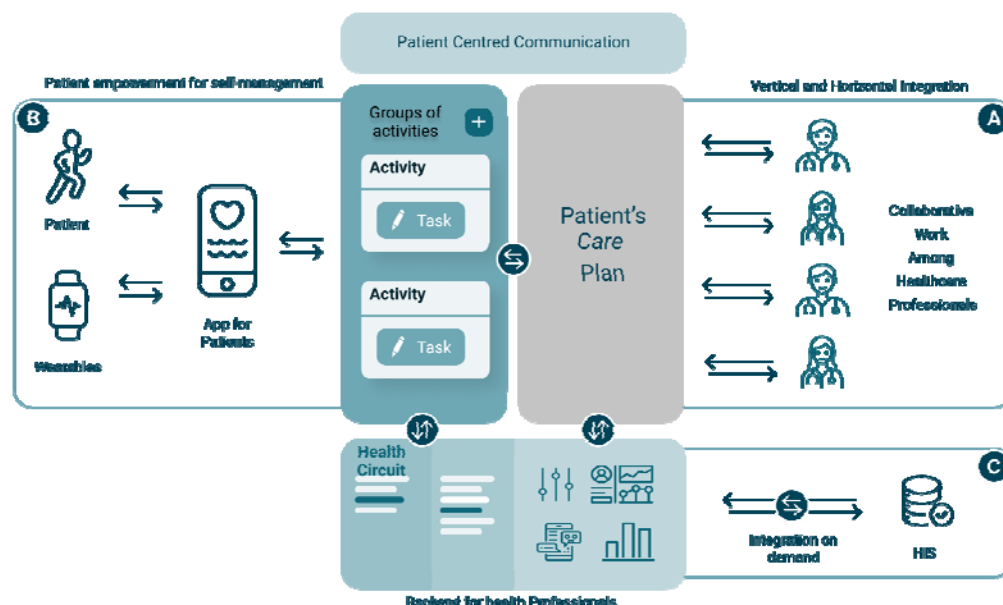 Patient Centred Communication
Patient empowerment for self-management
Vertical and Horizontal Integration
B
A
Groups of
activities
+
Activity
Task
Activity
Task
Patient
Wearables
App for
Patients
Patient's
Care
Plan
Collaborative
Work
Among
Healthcare
Professionals
Health
Circuit
C
Integration on
demand
HIS
Backend for health Professionals